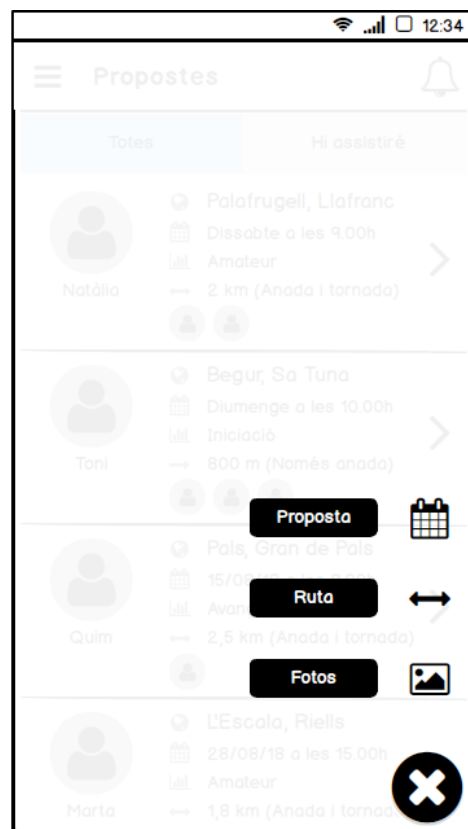 12:34
Propostes
Totes
Hi assistiré
Palafrugell, Llafranc
Dissabte a les 9.00h
Amateur
2 km (Anada i tornada)
Natàlia
Begur, Sa Tuna
Diumenge a les 10.00h
Iniciació
800 m (Només anada)
Toni
Proposta
Pals, Gran de Pals
Ruta
2,5 km (Anada i tornada)
Quim
Fotos
L'Escala, Riells
28/08/18 a les 15.00h
Amateur
1,8 km (Anada i
Marta